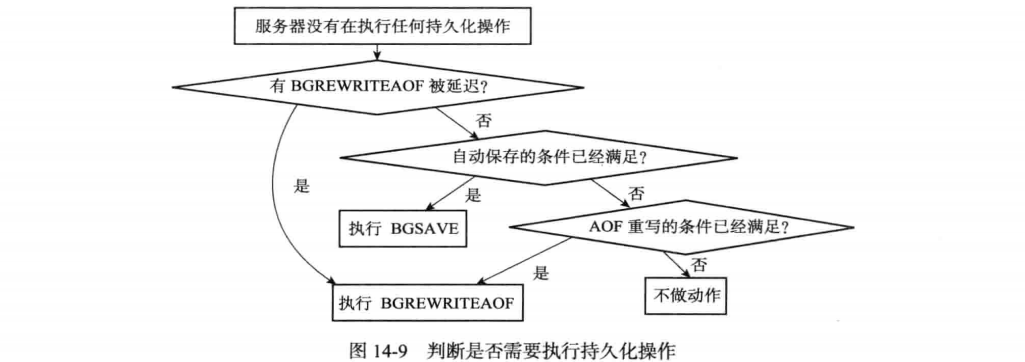 服务器没有在执行任何持久化操作
有 BGREWRITEAOF 被延迟?
否
自动保存的条件已经满足?
是
是
否
执行 BGSAVE
AOF 重写的条件已经满足?
是
否
执行 BGREWRITEAOF
不做动作
图 14-9 判断是否需要执行持久化操作